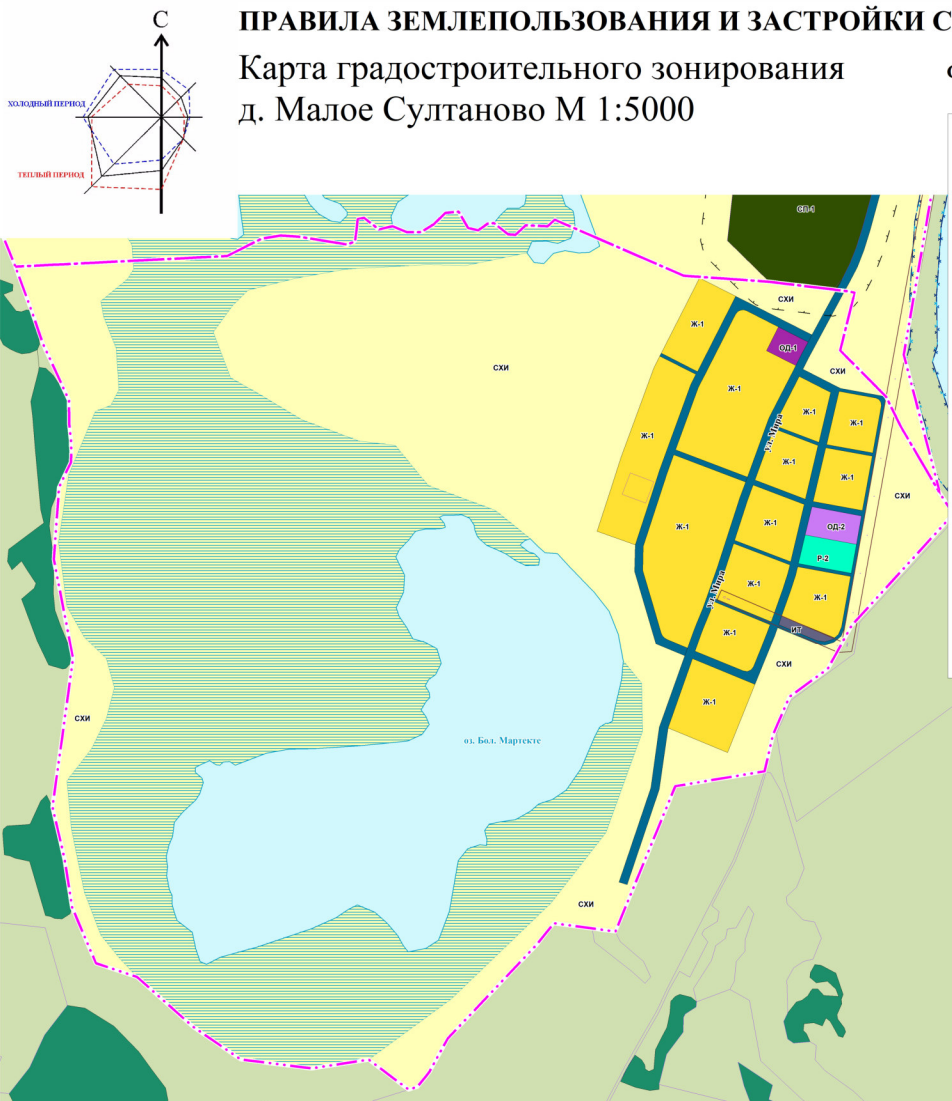 С
ПРАВИЛА ЗЕМЛЕПОЛЬЗОВАНИЯ И ЗАСТРОЙКИ С
Карта градостроительного зонирования
д. Малое Султаново М 1:5000
ХОЛОДНЫЙ ПЕРИОД
ТЕПЛЫЙ ПЕРИОД
СП-1
СХИ
Ж-1
ОД-1
СХИ
СХИ
Ж-1
Ж-1
Ж-1
ул. Мира
Ж-1
Ж-1
Ж-1
СХИ
Ж-1
Ж-1
ОД-2
Р-2
ул. Мира
Ж-1
Ж-1
Ж-1
ИТ
СХИ
Ж-1
СХИ
оз. Бол. Мартекте
СХИ